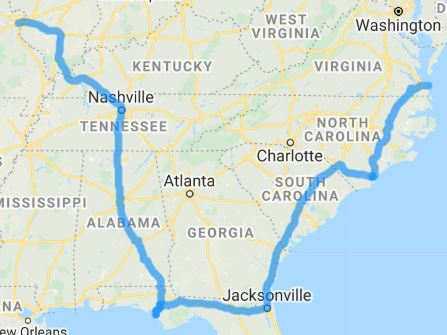 WEST
VIRGINIA
Washington
KENTUCKY
VIRGINIA
Nashville
TENNESSEE
NORTH
CAROLINA
Charlotte
Atlanta
SOUTH
CAROLINA
MISSISSIPPI
ALABAMA
GEORGIA
Jacksonville
NA
New Orleans